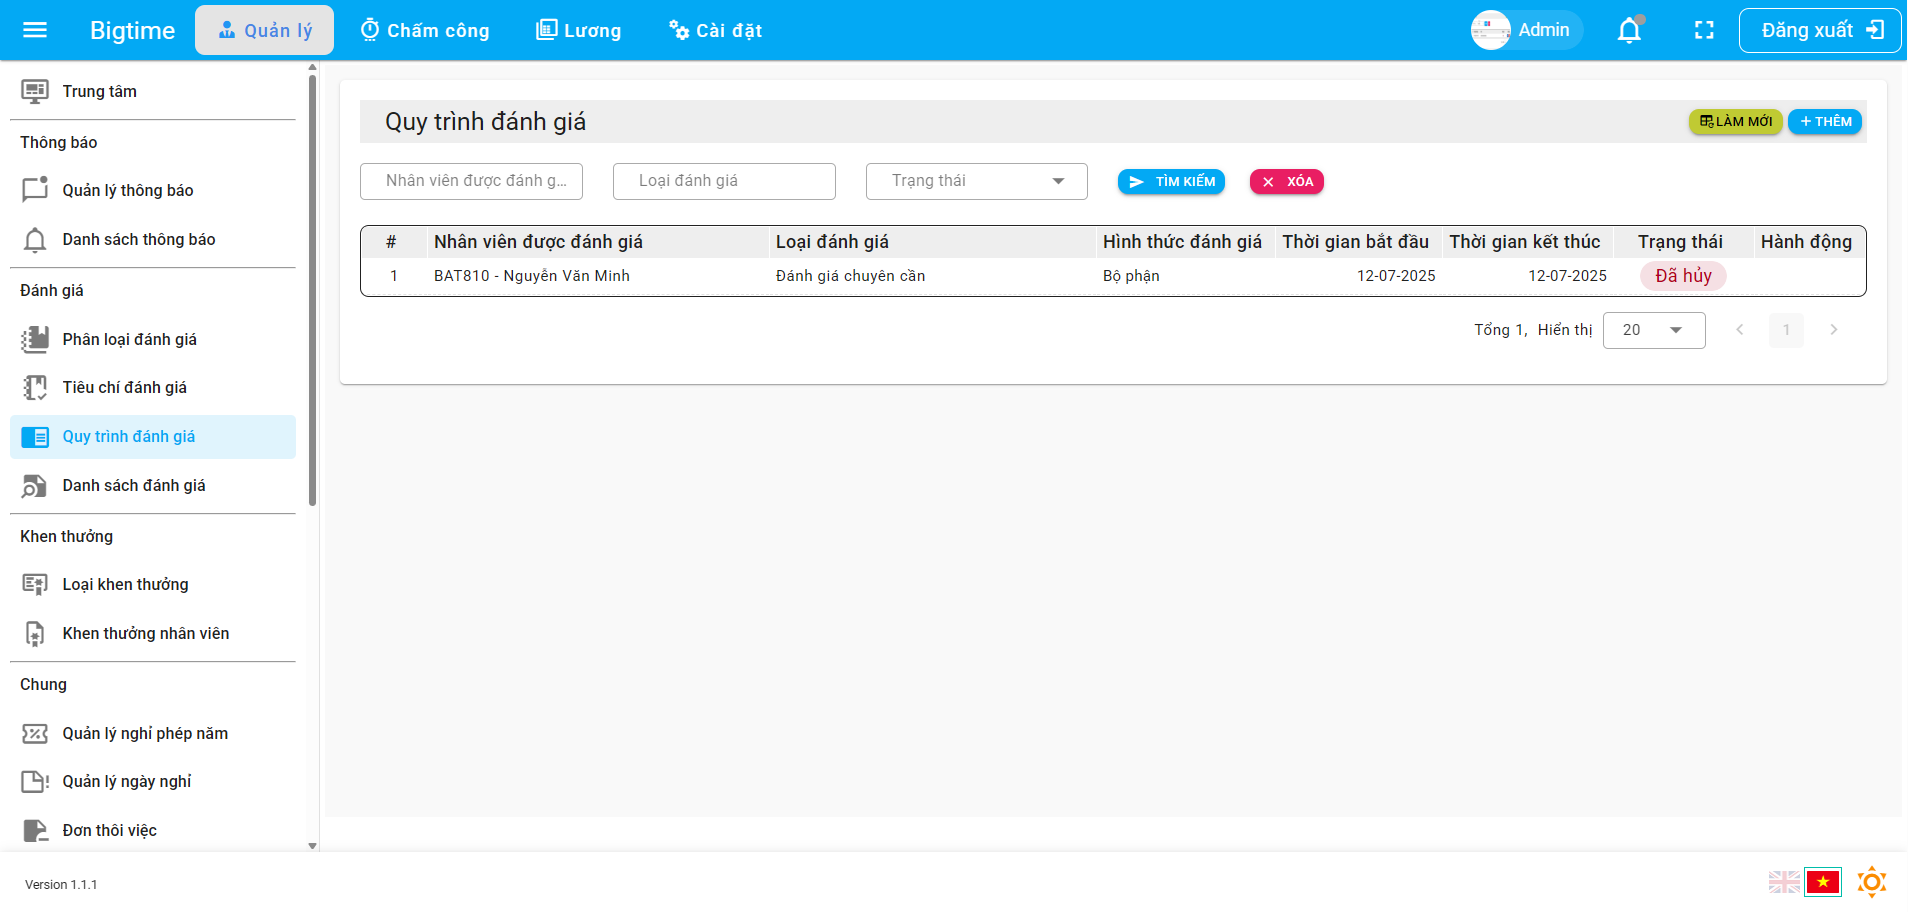 Bigtime
Quản lý
Chấm công
Lương
Cài đặt
Admin
Đăng xuất
Trung tâm
Thông báo
Quản lý thông báo
Danh sách thông báo
Đánh giá
Phân loại đánh giá
Tiêu chí đánh giá
Quy trình đánh giá
Danh sách đánh giá
Khen thưởng
Loại khen thưởng
Khen thưởng nhân viên
Chung
Quản lý nghỉ phép năm
Quản lý ngày nghỉ
Đơn thôi việc
Quy trình đánh giá
LÀM MỚI
+ THÊM
Nhân viên được đánh g...
Loại đánh giá
Trạng thái
TÌM KIẾM
XÓA
# Nhân viên được đánh giá Loại đánh giá Hình thức đánh giá Thời gian bắt đầu Thời gian kết thúc Trạng thái Hành động
1 BAT810 - Nguyễn Văn Minh Đánh giá chuyên cần Bộ phận 12-07-2025 12-07-2025 Đã hủy
Tổng 1, Hiển thị 20 1
Version 1.1.1